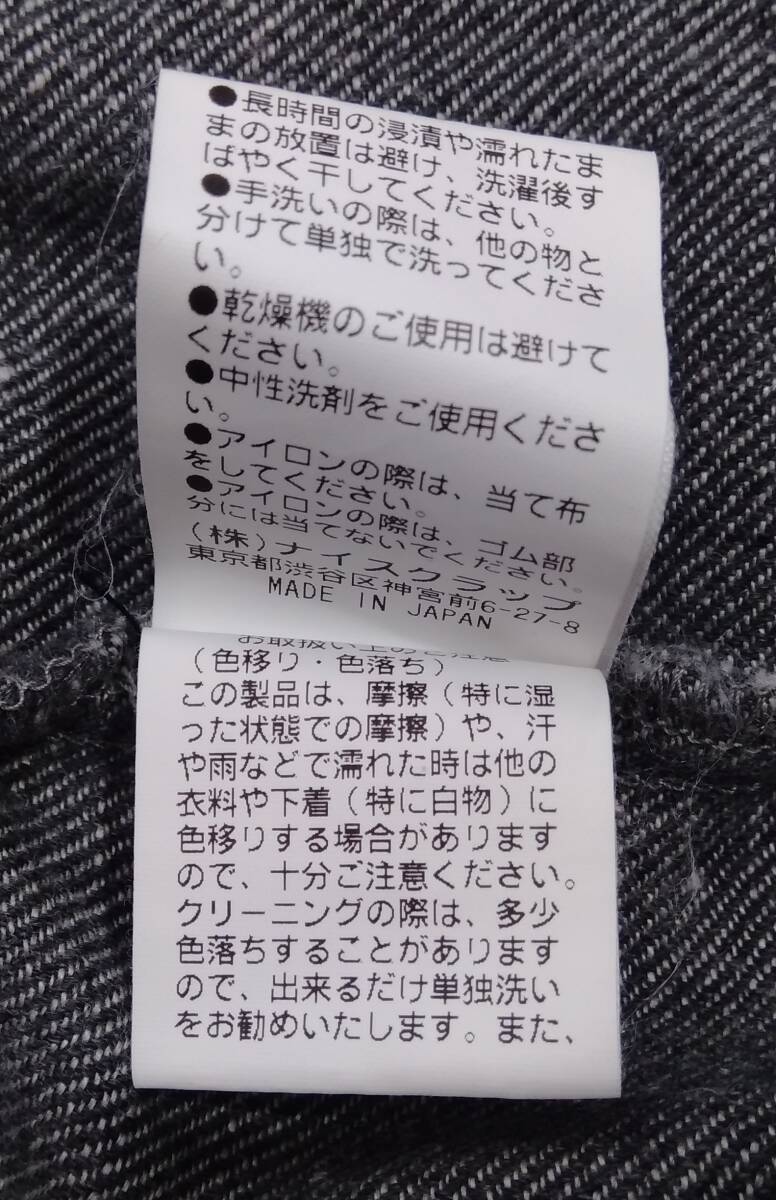 ●長時間の浸漬や濡れたま
まの放置は避け、洗濯後す
ばやく干してください。
●手洗いの際は、他の物と
分けて単独で洗ってくださ
い。
●乾燥機のご使用は避けて
ください。
●中性洗剤をご使用くださ
い。
●アイロンの際は、当て布
をしてください。
●アイロンの際は、ゴム部
分には当てないでください。
(株)ナイスクラップ
東京都渋谷区神宮前6-27-8
MADE IN JAPAN
お取扱い上のご注意
(色移り・色落ち)
この製品は、摩擦(特に湿
った状態での摩擦)や、汗
や雨などで濡れた時は他の
衣料や下着(特に白物)に
色移りする場合があります
ので、十分ご注意ください。
クリーニングの際は、多少
色落ちすることがあります
ので、出来るだけ単独洗い
をお勧めいたします。また、